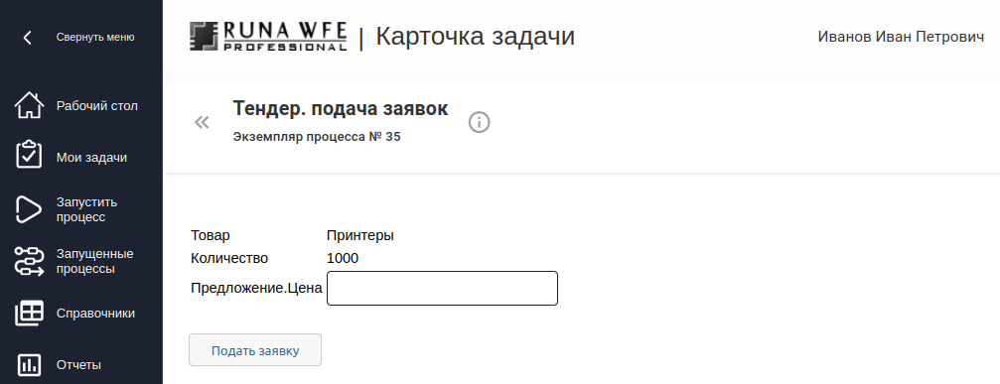 Свернуть меню
Рабочий стол
Мои задачи
Запустить
процесс
Запущенные
процессы
Справочники
Отчеты
RUNA WFE
PROFESSIONAL
| Карточка задачи
Иванов Иван Петрович
Тендер. подача заявок
Экземпляр процесса № 35
Товар Принтеры
Количество 1000
Предложение.Цена
Подать заявку